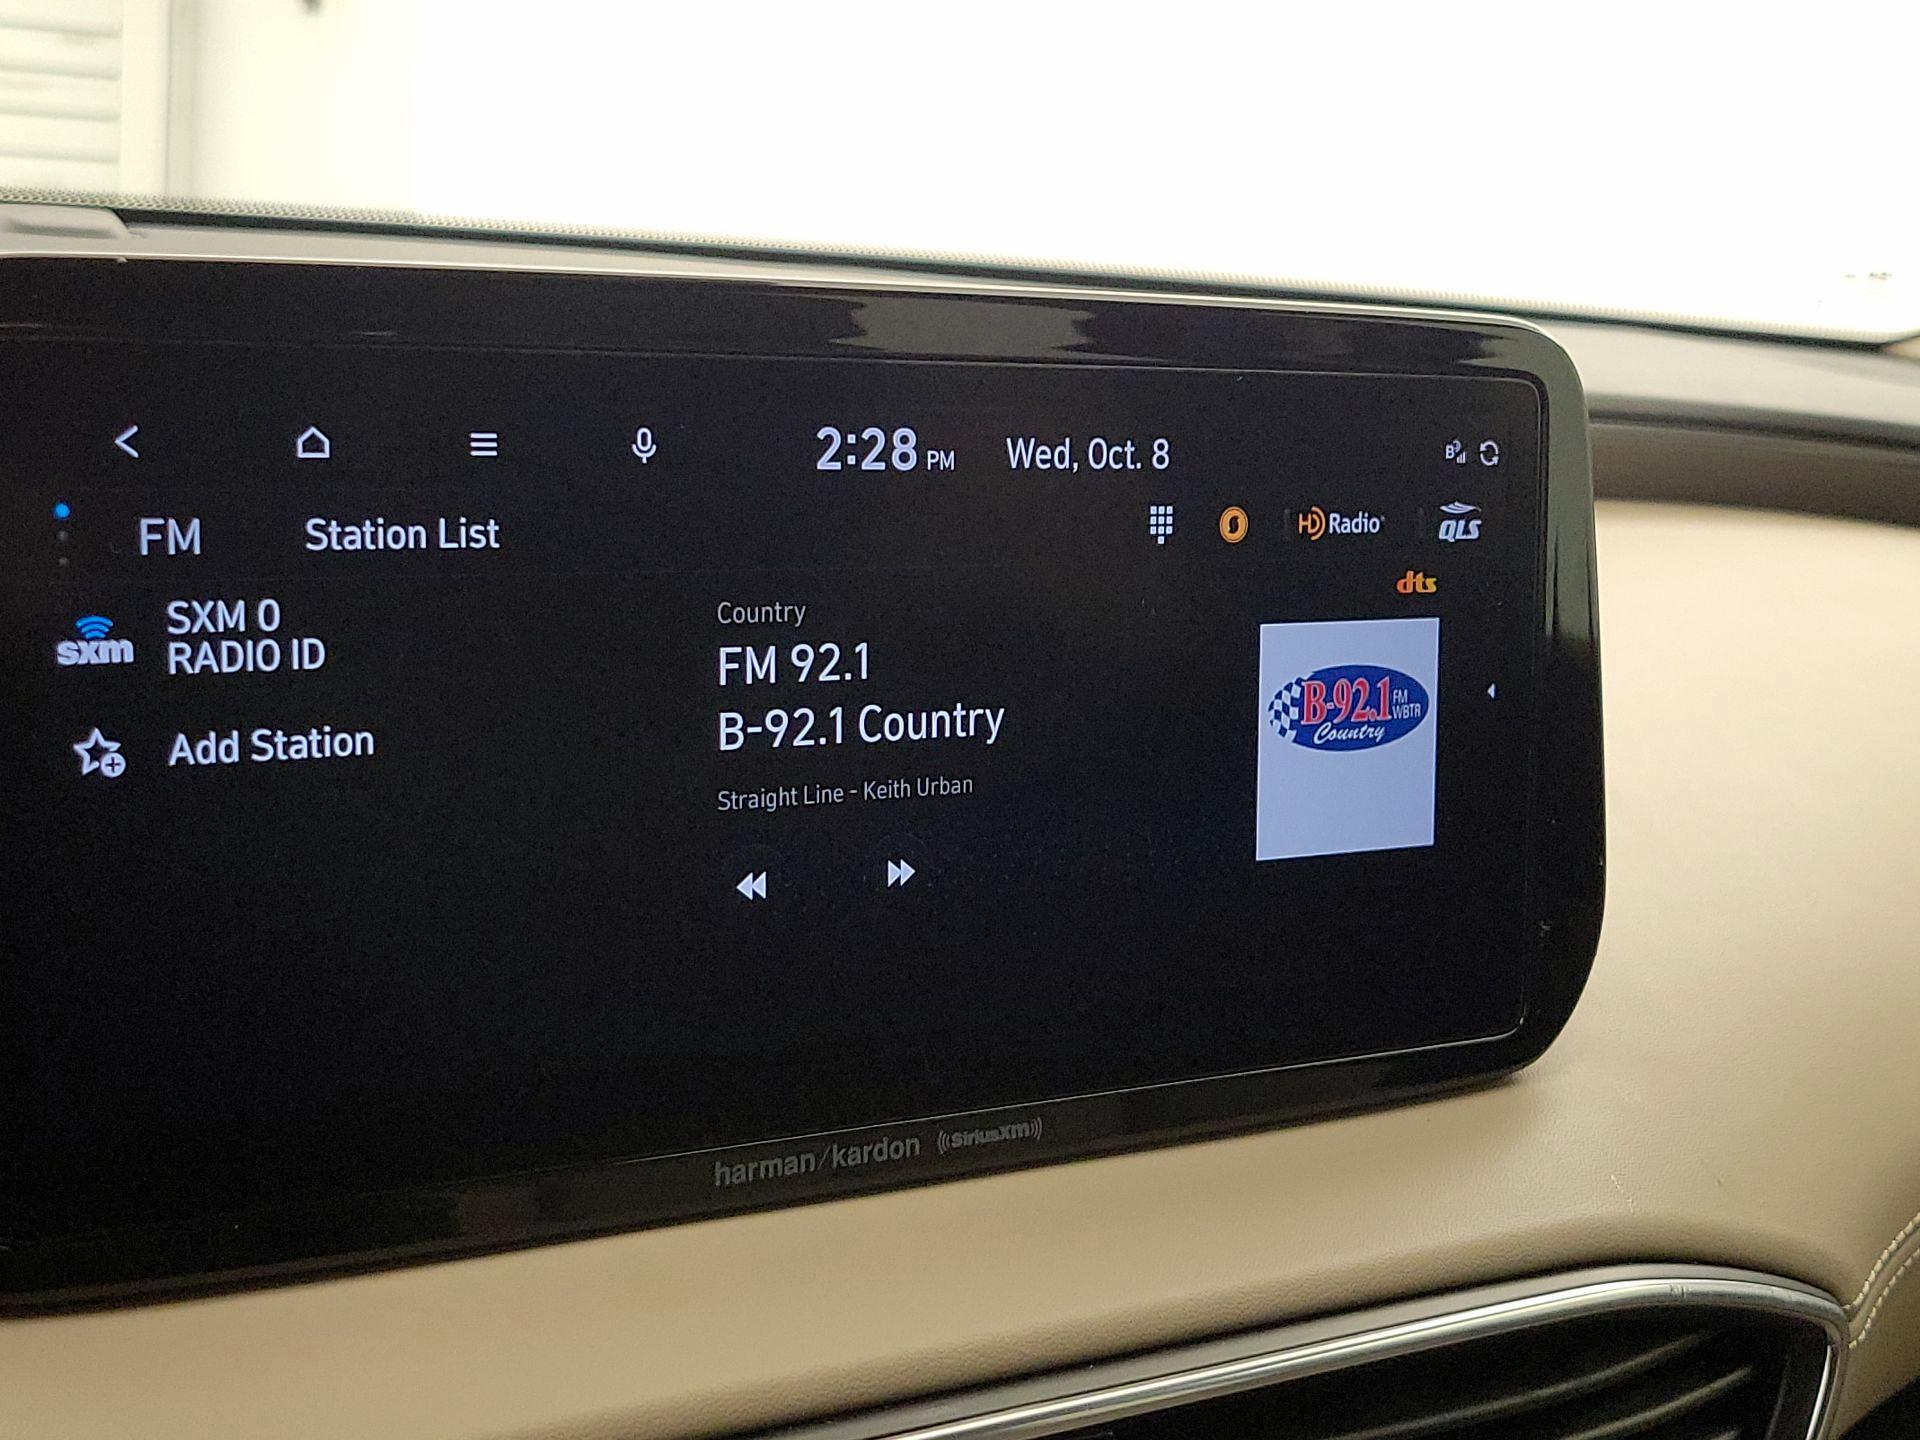 2:28 PM Wed, Oct. 8
FM Station List
HD Radio
QLS
dts
sxm
SXM 0
RADIO ID
Add Station
Country
FM 92.1
B-92.1 Country
Straight Line - Keith Urban
B-92.1 FM
WBTR
Country
harman/kardon ((SiriusXM))